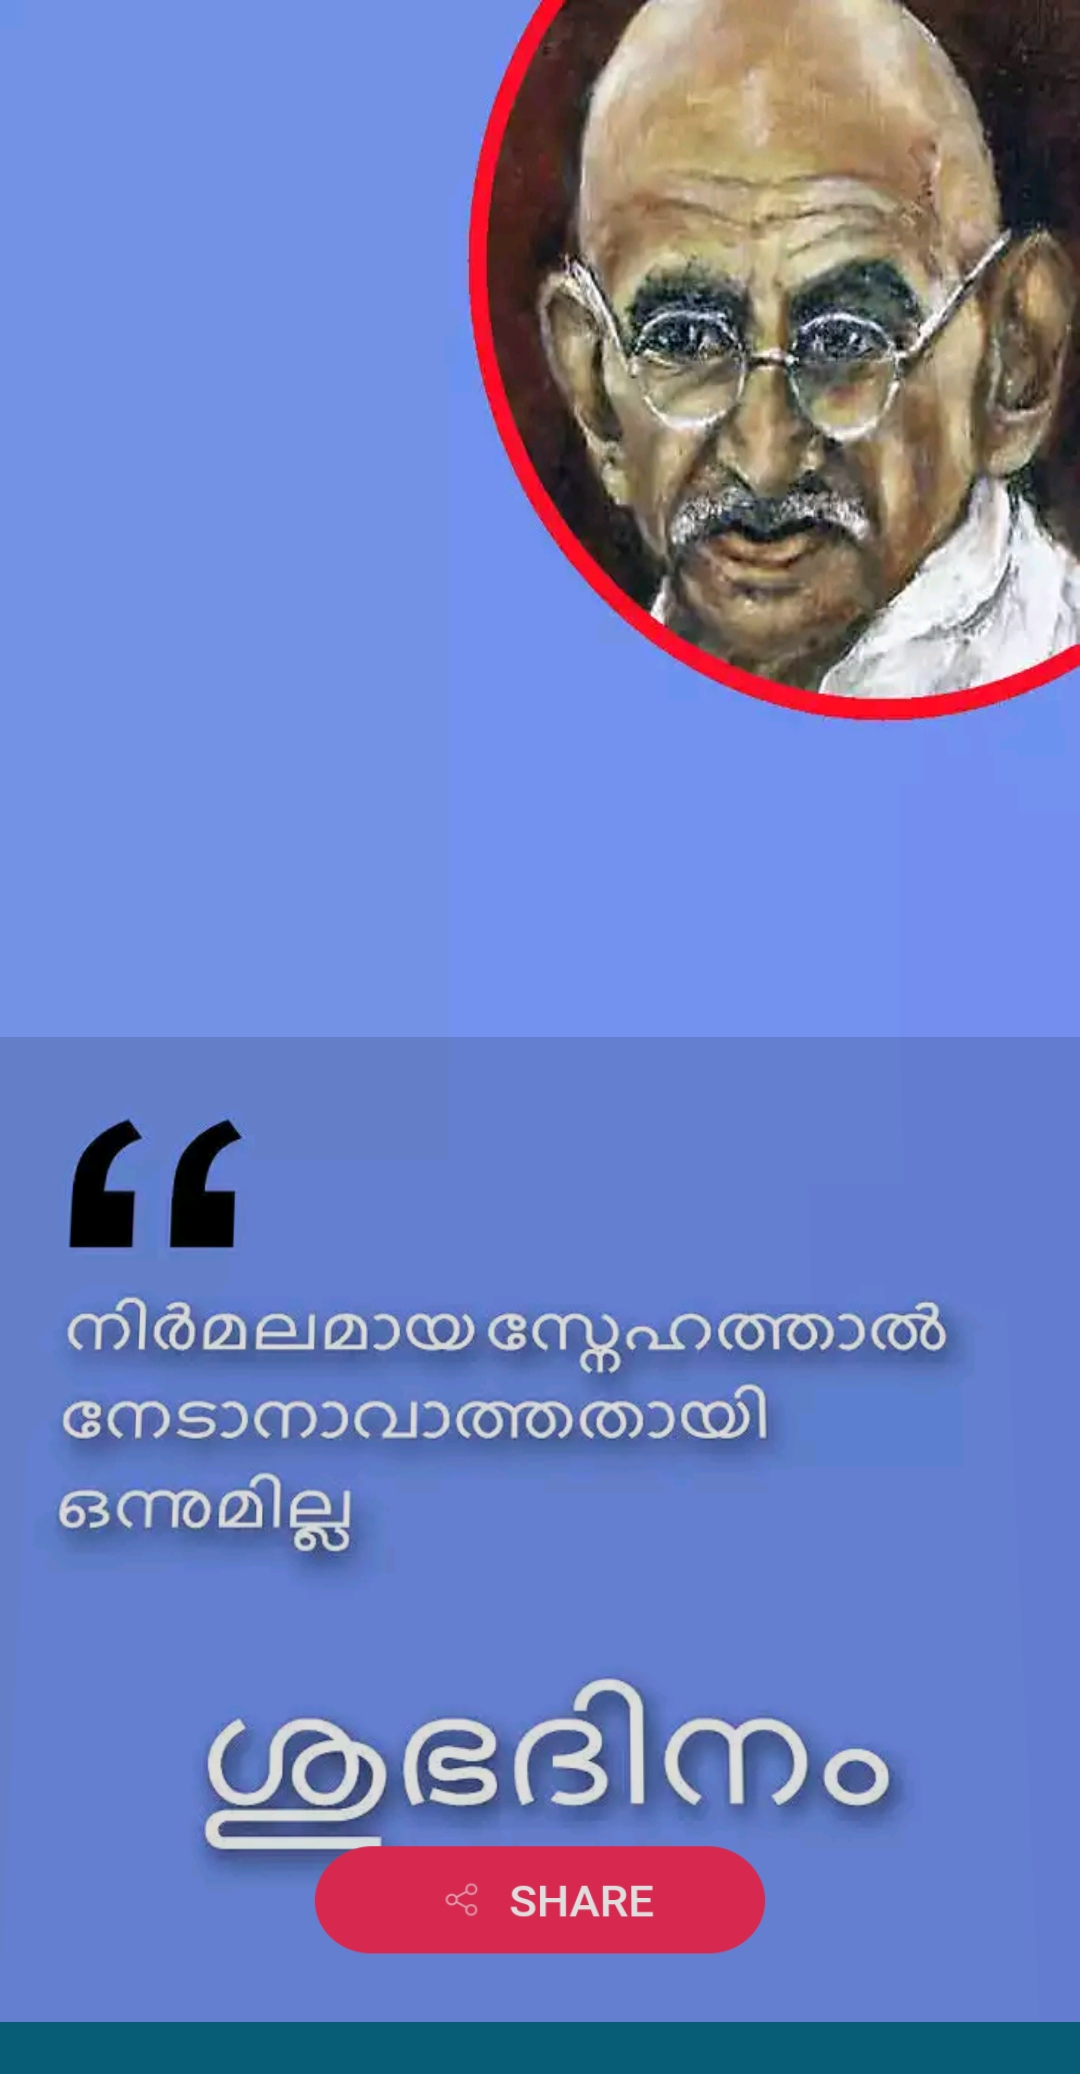 “
നിർമലമായ സ്നേഹത്താൽ
നേടാനാവാത്തതായി
ഒന്നുമില്ല
ശുഭദിനം
SHARE